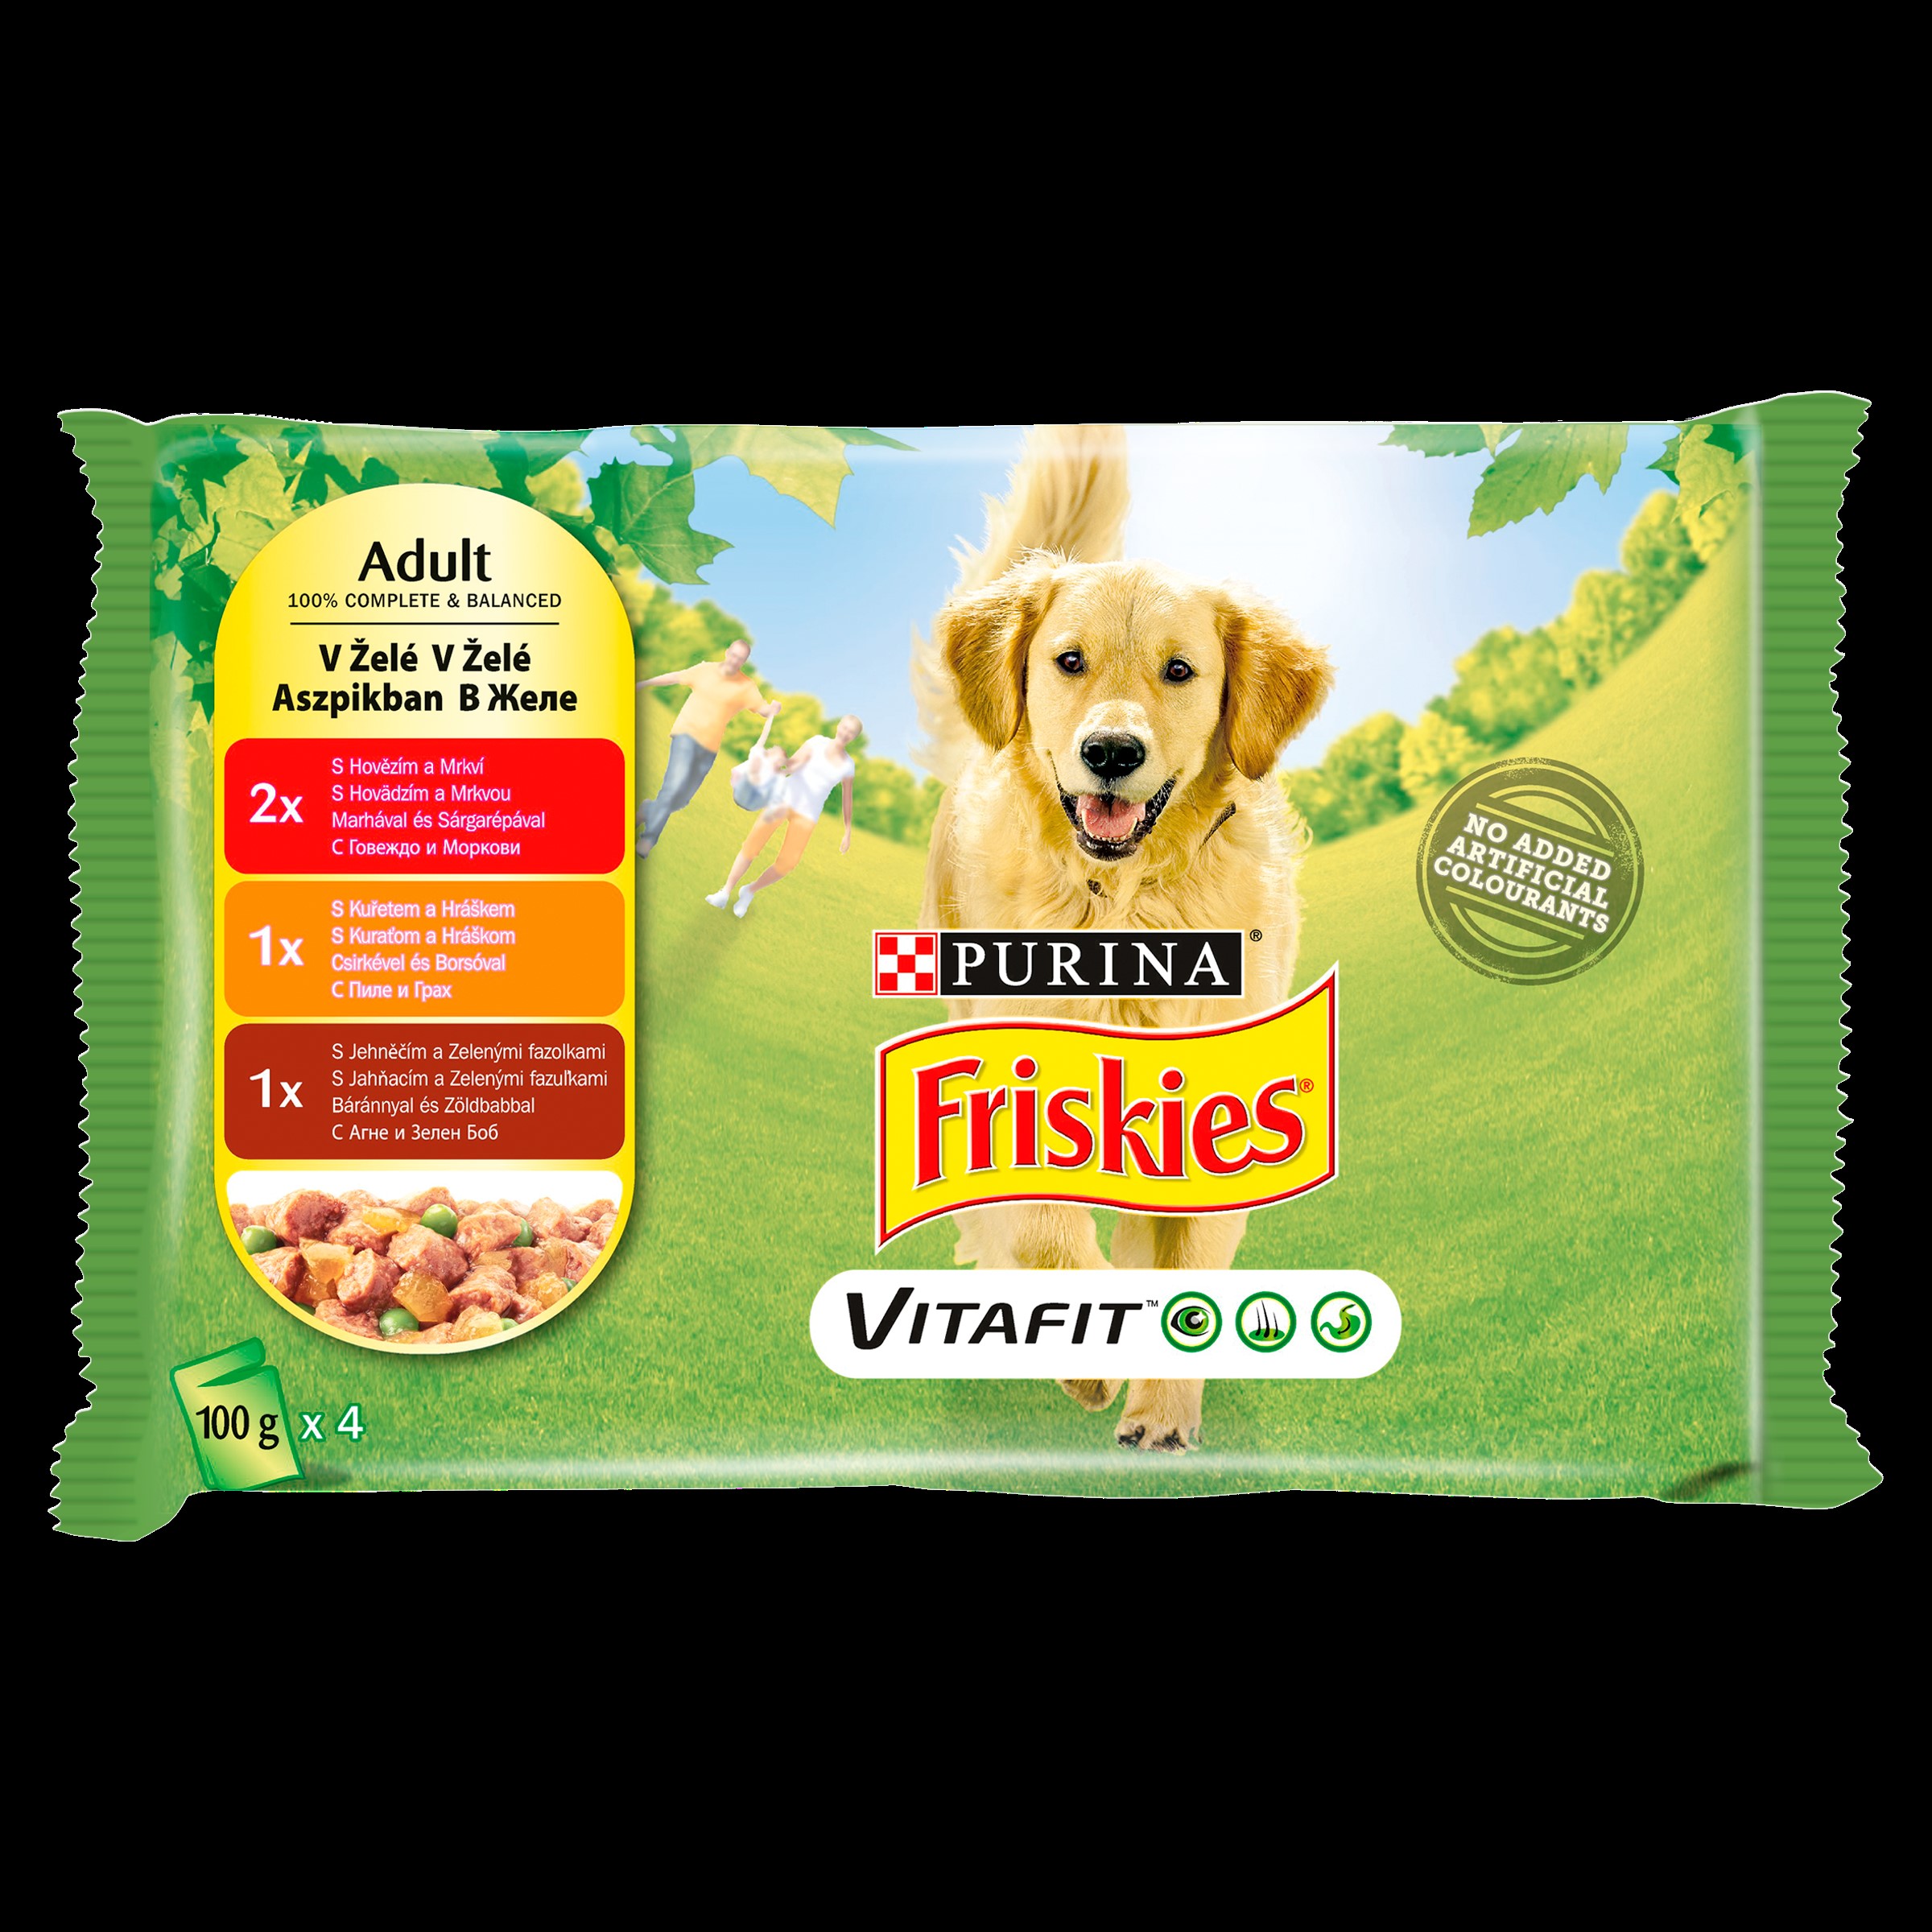 Adult
100% COMPLETE & BALANCED
V Želé V Želé
Aszpikban В Желе
2x
S Hovězím a Mrkví
S Hovädzím a Mrkvou
Marhával és Sárgarépával
С Говеждо и Моркови
1x
S Kuřetem a Hráškem
S Kuraťom a Hráškom
Csirkével és Borsóval
С Пиле и Грах
1x
S Jehněčím a Zelenými fazolkami
S Jahňacím a Zelenými fazuľkami
Báránnyal és Zöldbabbal
С Агне и Зелен Боб
100 g x 4
PURINA®
Friskies®
VITAFIT™
NO ADDED
ARTIFICIAL
COLOURANTS